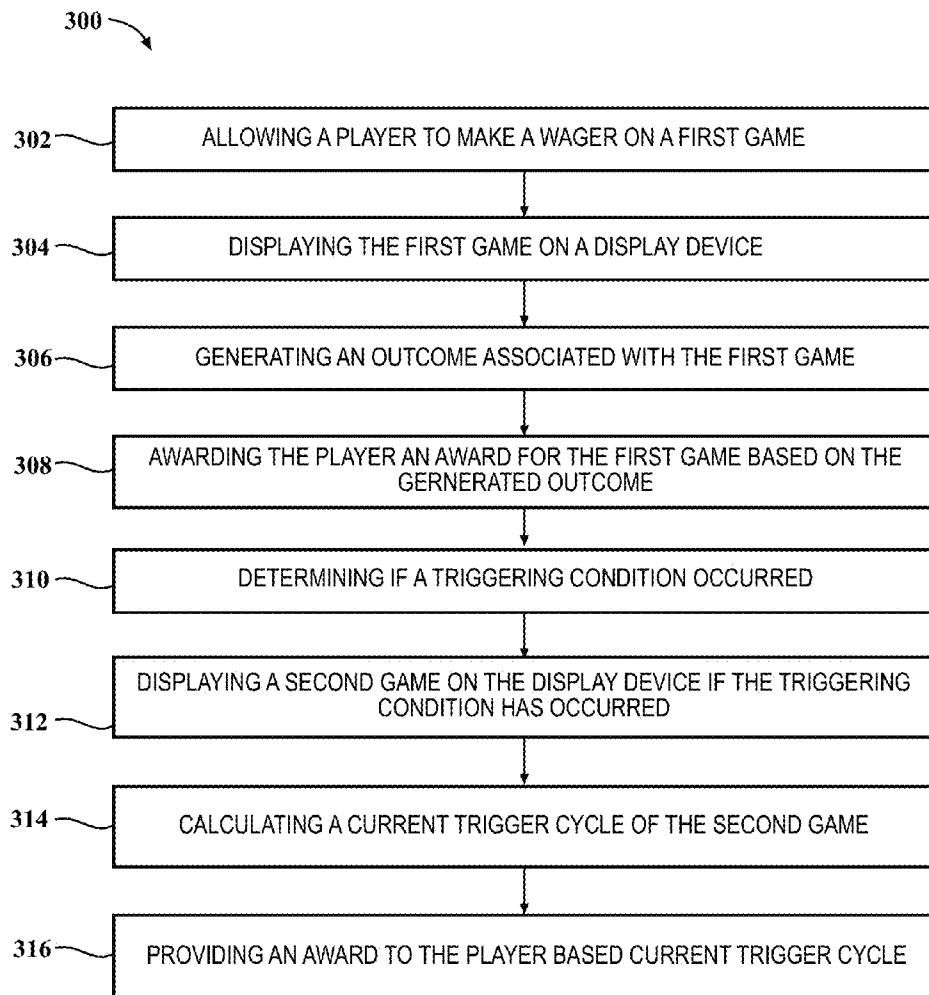 300
302
ALLOWING A PLAYER TO MAKE A WAGER ON A FIRST GAME
304
DISPLAYING THE FIRST GAME ON A DISPLAY DEVICE
306
GENERATING AN OUTCOME ASSOCIATED WITH THE FIRST GAME
308
AWARDING THE PLAYER AN AWARD FOR THE FIRST GAME BASED ON THE
GERNERATED OUTCOME
310
DETERMINING IF A TRIGGERING CONDITION OCCURRED
312
DISPLAYING A SECOND GAME ON THE DISPLAY DEVICE IF THE TRIGGERING
CONDITION HAS OCCURRED
314
CALCULATING A CURRENT TRIGGER CYCLE OF THE SECOND GAME
316
PROVIDING AN AWARD TO THE PLAYER BASED CURRENT TRIGGER CYCLE